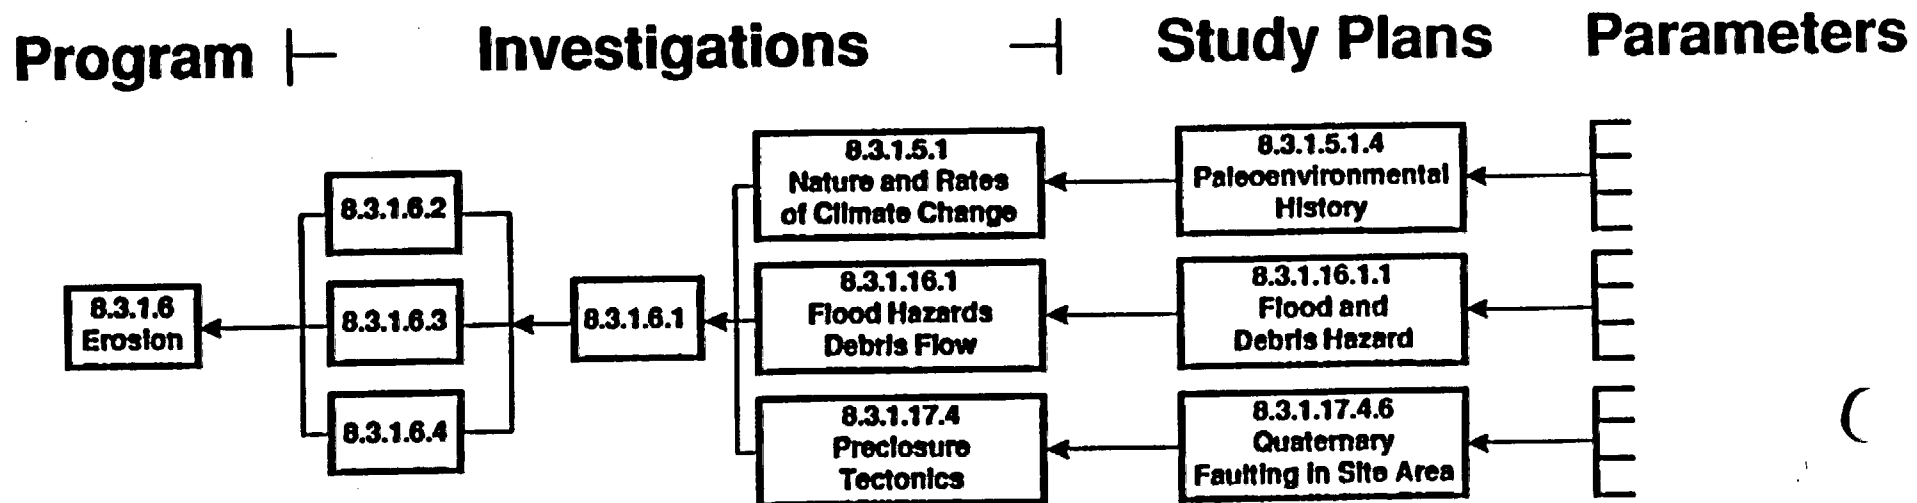 Program
Investigations
Study Plans
Parameters
8.3.1.6
Erosion
8.3.1.6.2
8.3.1.6.3
8.3.1.6.4
8.3.1.6.1
8.3.1.5.1
Nature and Rates
of Climate Change
8.3.1.16.1
Flood Hazards
Debris Flow
8.3.1.17.4
Preclosure
Tectonics
8.3.1.5.1.4
Paleoenvironmental
History
8.3.1.16.1.1
Flood and
Debris Hazard
8.3.1.17.4.6
Quaternary
Faulting in Site Area